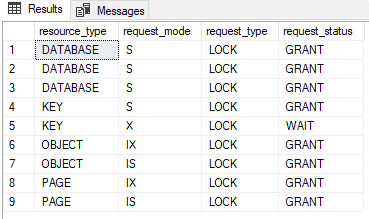 Results Messages
resource_type request_mode request_type request_status
1 DATABASE S LOCK GRANT
2 DATABASE S LOCK GRANT
3 DATABASE S LOCK GRANT
4 KEY S LOCK GRANT
5 KEY X LOCK WAIT
6 OBJECT IX LOCK GRANT
7 OBJECT IS LOCK GRANT
8 PAGE IX LOCK GRANT
9 PAGE IS LOCK GRANT